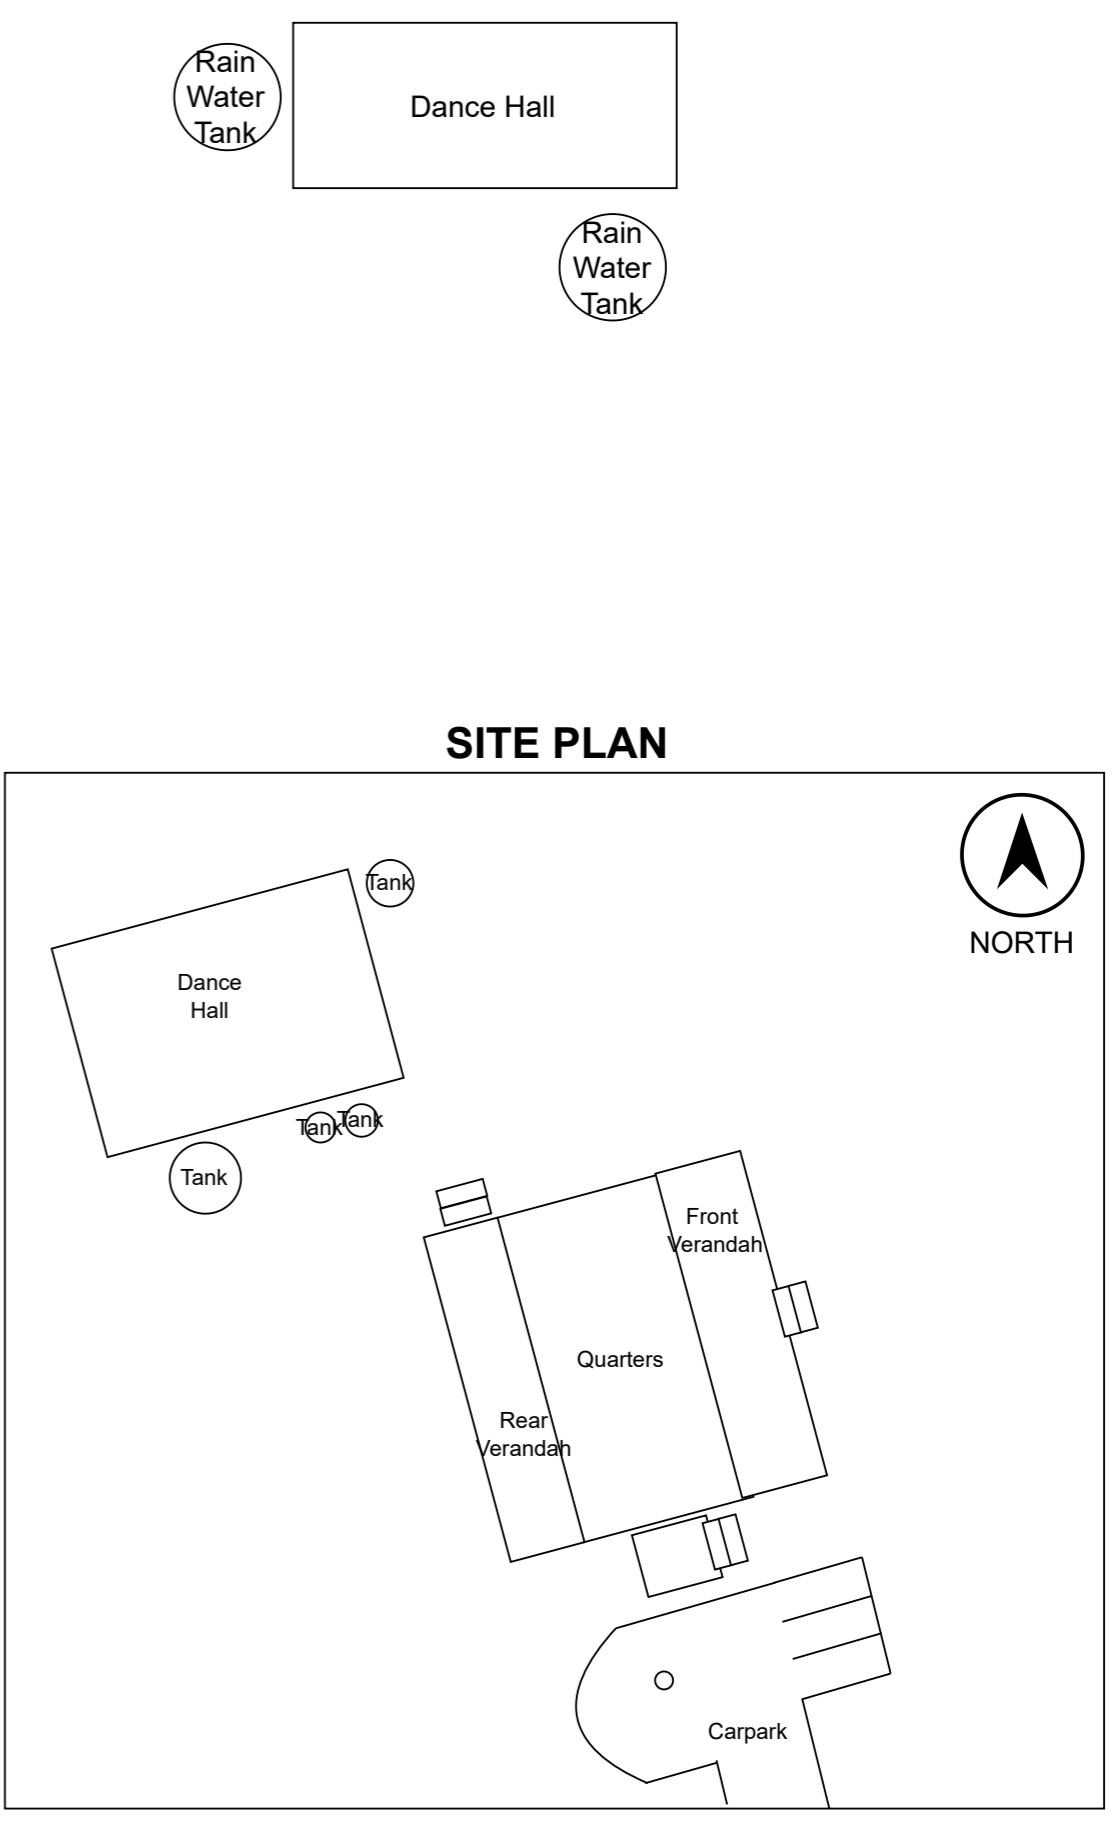 Rain
Water
Tank
Dance Hall
Rain
Water
Tank
SITE PLAN
NORTH
Tank
Dance
Hall
Tank
Tank
Tank
Front
Verandah
Quarters
Rear
Verandah
Carpark